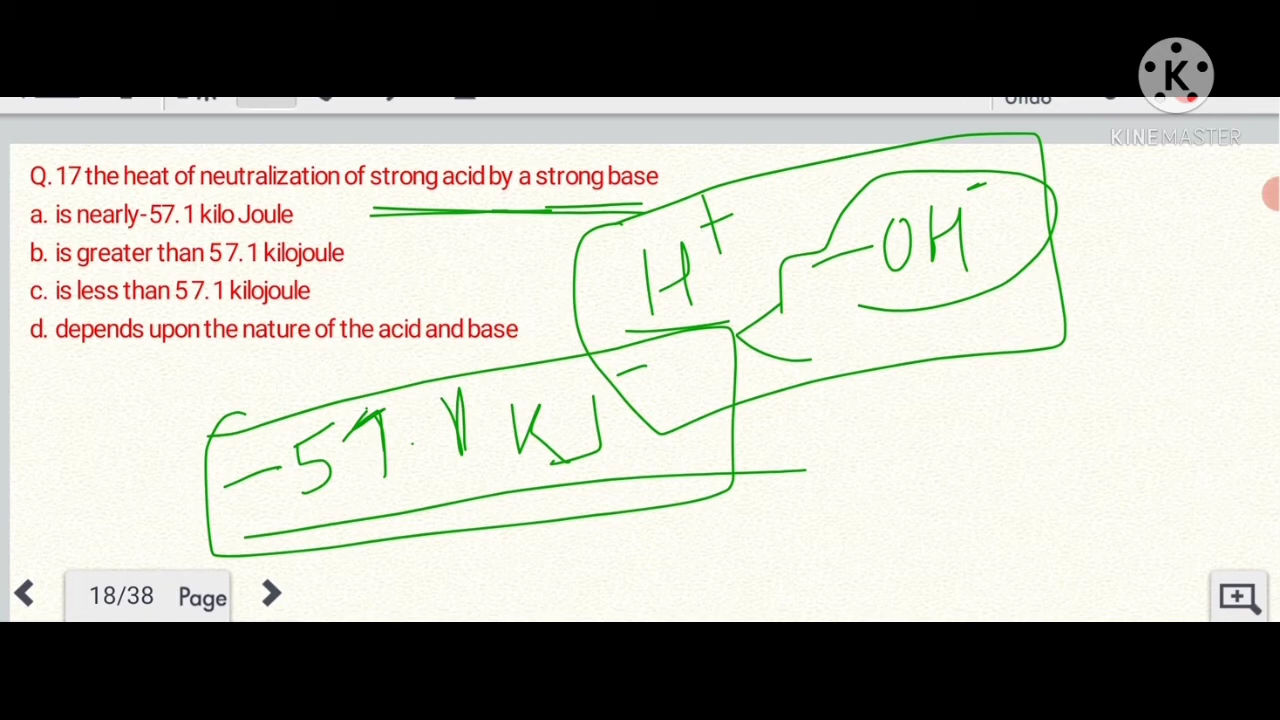 K
Undo
KINEMASTER
Q. 17 the heat of neutralization of strong acid by a strong base
a. is nearly-57.1 kilo Joule
b. is greater than 57.1 kilojoule
c. is less than 57.1 kilojoule
d. depends upon the nature of the acid and base
H+
OH-
-57.1 KJ
18/38 Page